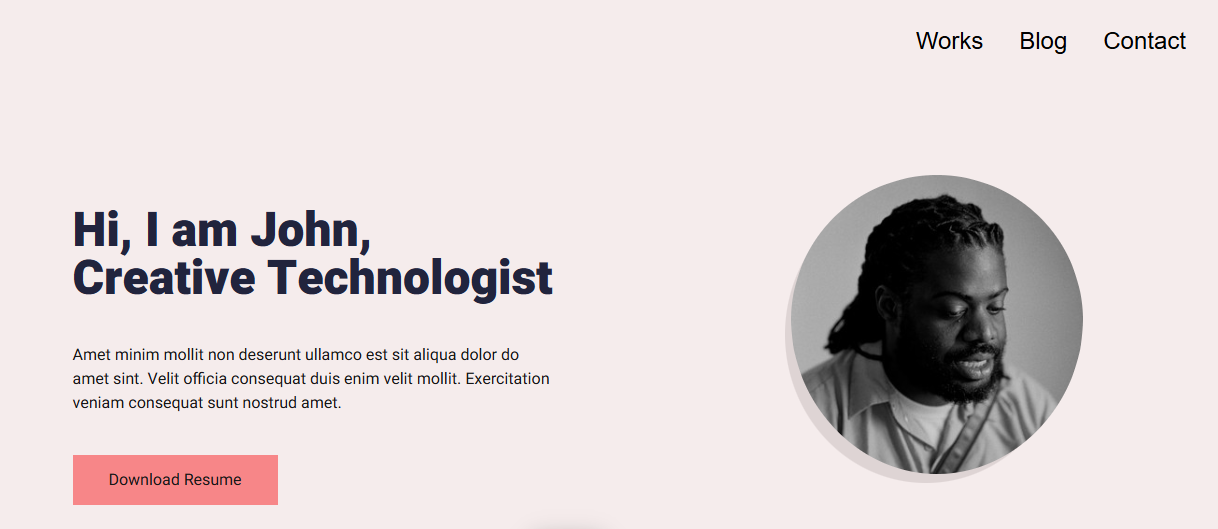 Works Blog Contact
Hi, I am John,
Creative Technologist
Amet minim mollit non deserunt ullamco est sit aliqua dolor do
amet sint. Velit officia consequat duis enim velit mollit. Exercitation
veniam consequat sunt nostrud amet.
Download Resume